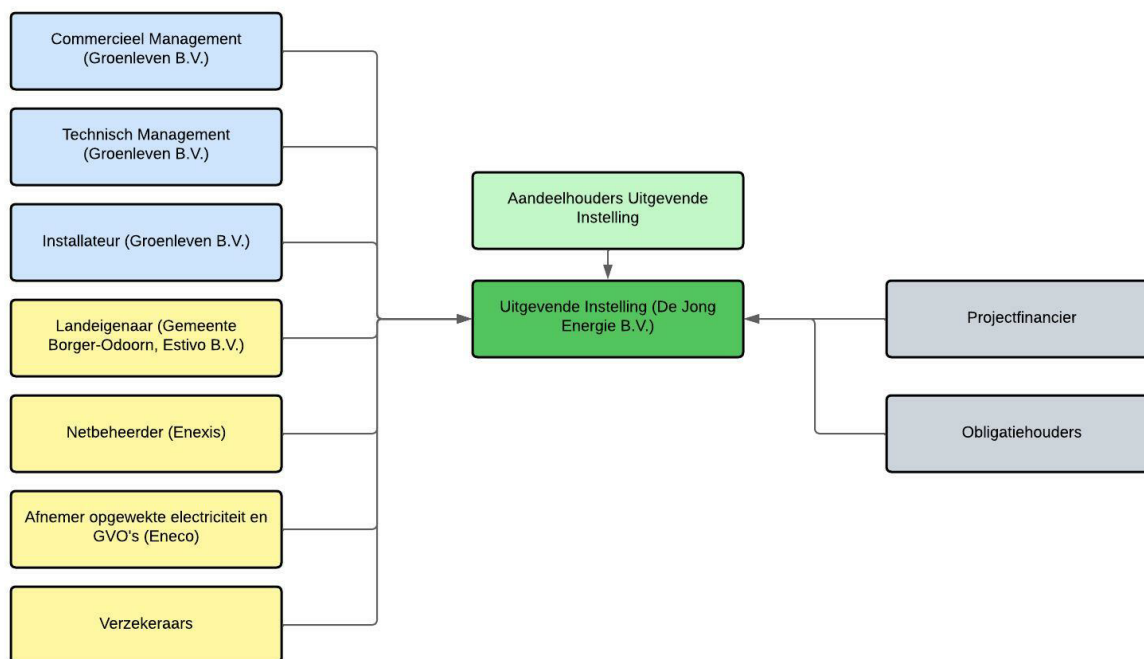 Commercieel Management
(Groenleven B.V.)
Technisch Management
(Groenleven B.V.)
Installateur (Groenleven B.V.)
Landeigenaar (Gemeente
Borger-Odoorn, Estivo B.V.)
Netbeheerder (Enexis)
Afnemer opgewekte electriciteit en
GVO's (Eneco)
Verzekeraars
Aandeelhouders Uitgevende
Instelling
Uitgevende Instelling (De Jong
Energie B.V.)
Projectfinancier
Obligatiehouders